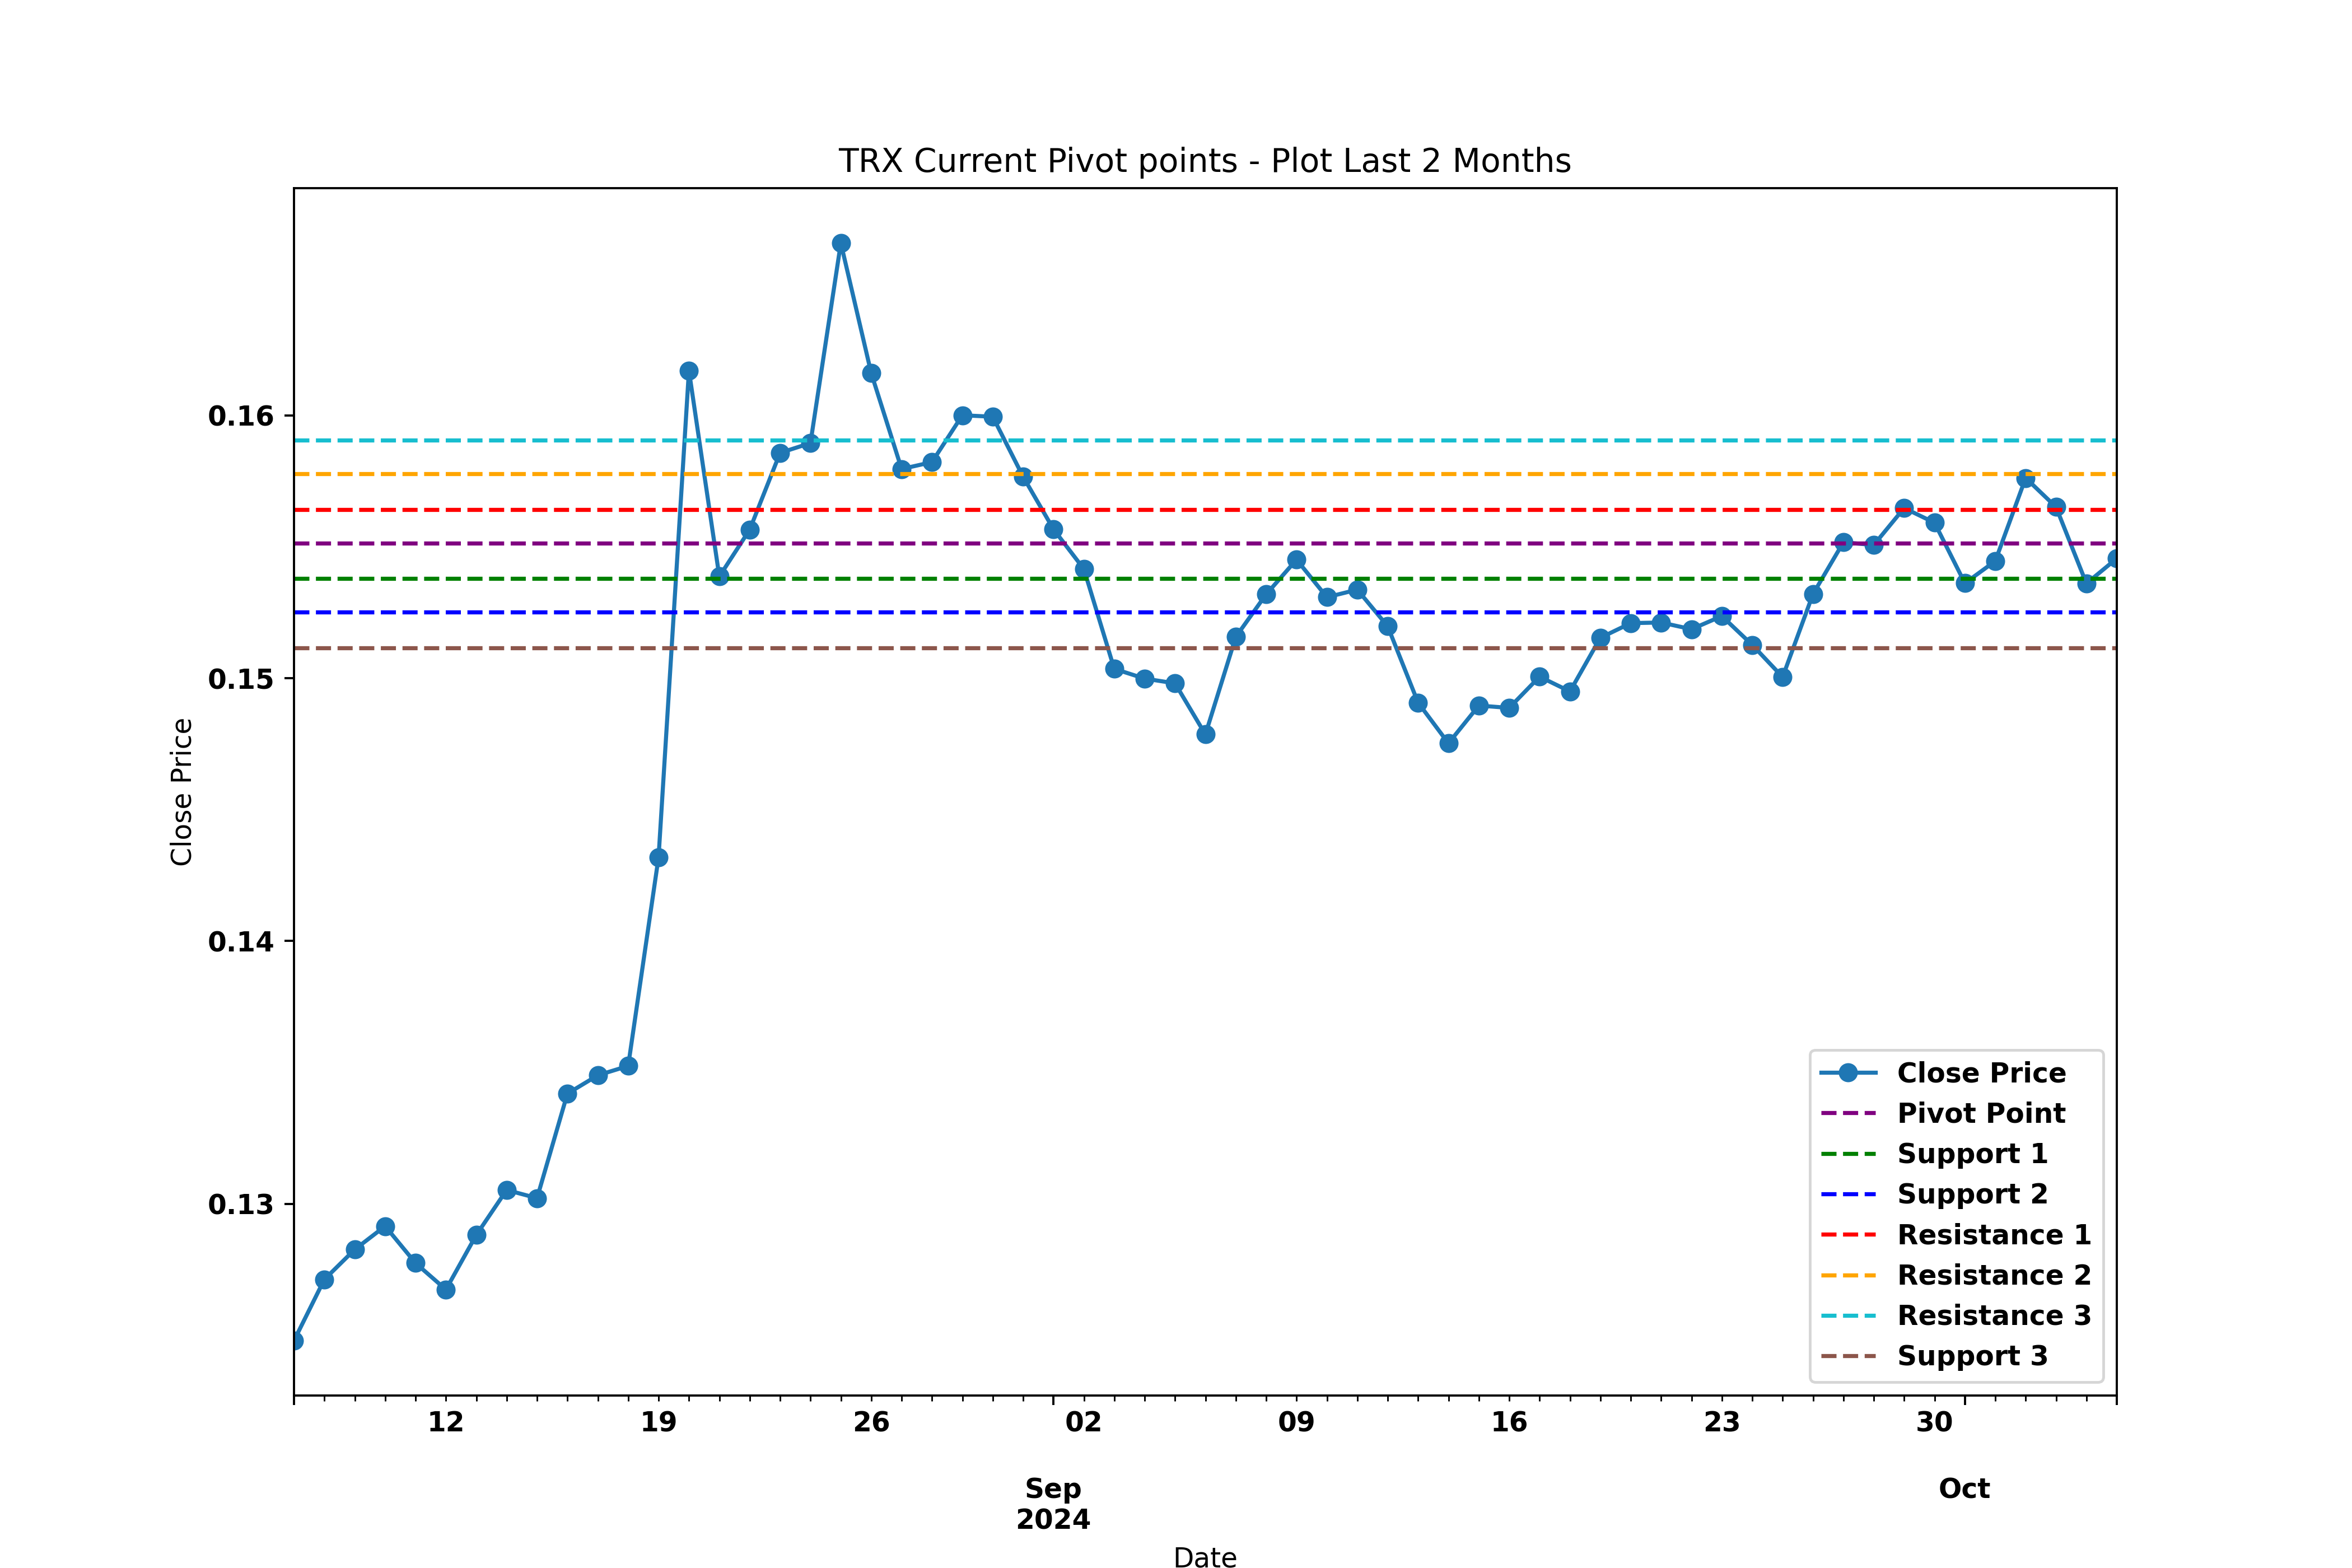 TRX Current Pivot points - Plot Last 2 Months
0.16
0.15
0.14
0.13
Close Price
Close Price
Pivot Point
Support 1
Support 2
Resistance 1
Resistance 2
Resistance 3
Support 3
12 19 26 02 09 16 23 30
Sep Oct
2024
Date